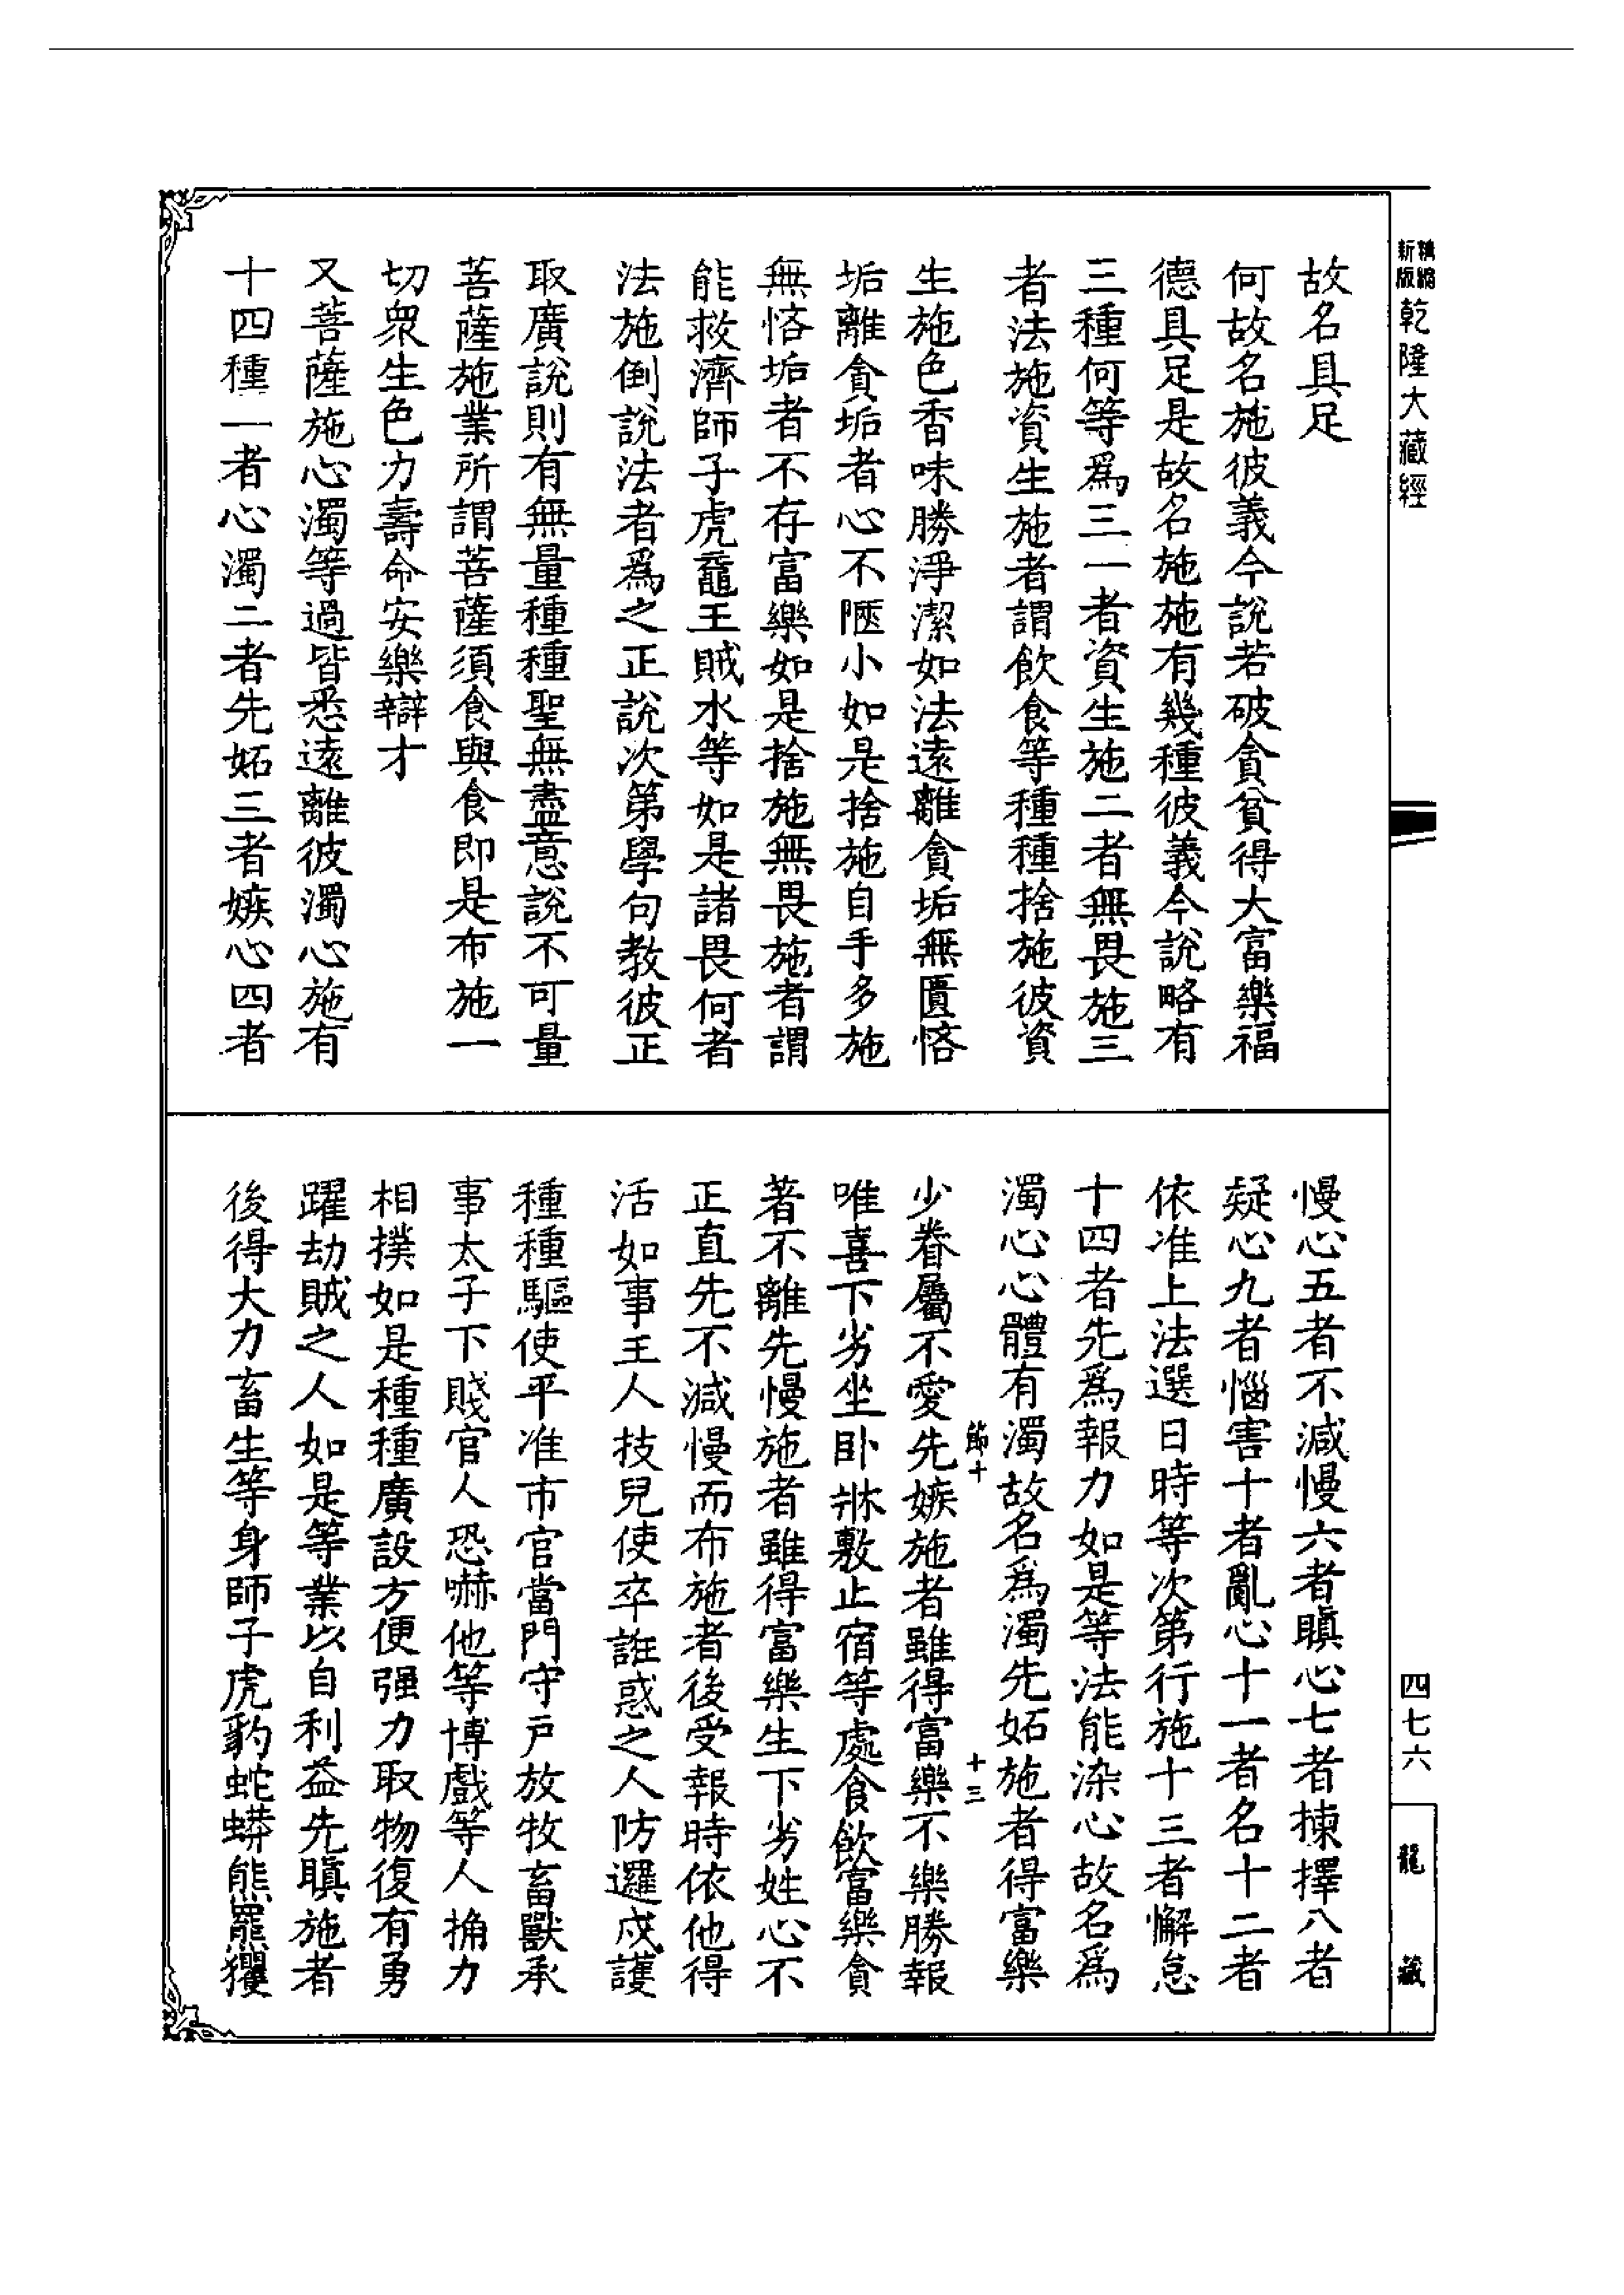 精縮新版乾隆大藏經
四七六
龍藏
故名具足
何故名施彼義今說若破貪貧得大富樂福
德具足是故名施施有幾種彼義今說略有
三種何等爲三一者資生施二者無畏施三
者法施資生施者謂飲食等種種捨施彼資
生施色香味勝淨潔如法遠離貪垢無匱悋
垢離貪垢者心不陋小如是捨施自手多施
無悋垢者不存富樂如是捨施無畏施者謂
能救濟師子虎鼉王賊水等如是諸畏何者
法施倒說法者爲之正說次第學句教彼正
取廣說則有無量種種聖無盡意說不可量
菩薩施業所謂菩薩須食與食即是布施一
切衆生色力壽命安樂辯才
又菩薩施心濁等過皆悉遠離彼濁心施有
十四種一者心濁二者先妬三者嫉心四者
慢心五者不減慢六者瞋心七者揀擇八者
疑心九者惱害十者亂心十一者名十二者
依准上法選日時等次第行施十三者懈怠
十四者先爲報力如是等法能染心故名爲
濁心心體有濁故名爲濁先妬施者得富樂
節十 十三
少眷屬不愛先嫉施者雖得富樂不樂勝報
唯喜下劣坐卧牀敷止宿等處食飲富樂貪
著不離先慢施者雖得富樂生下劣姓心不
正直先不減慢而布施者後受報時依他得
活如事王人技兒使卒誑惑之人防邏戍護
種種驅使平准市官當門守戶放牧畜獸承
事太子下賤官人恐嚇他等博戲等人捔力
相撲如是種種廣設方便强力取物復有勇
躍劫賊之人如是等業以自利益先瞋施者
後得大力畜生等身師子虎豹蛇蟒熊羆玃